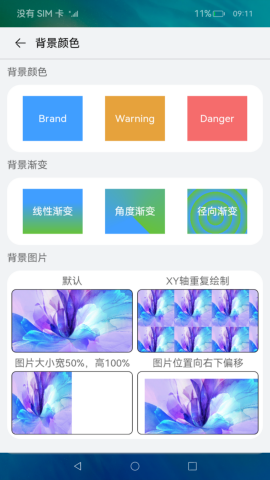 没有 SIM 卡 11% 09:11
背景颜色
背景颜色
Brand Warning Danger
背景渐变
线性渐变 角度渐变 径向渐变
背景图片
默认 XY轴重复绘制
图片大小宽50%，高100% 图片位置向右下偏移